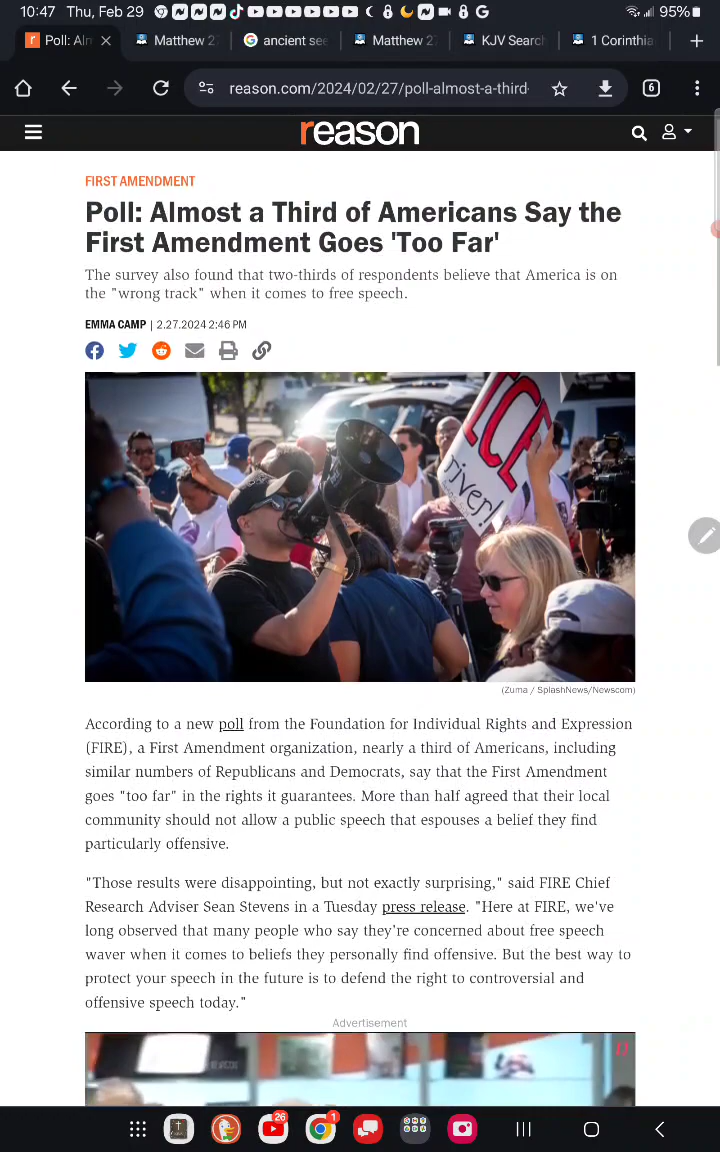 10:47 Thu, Feb 29
95%
Poll: Al
Matthew 2
ancient see
Matthew 2
KJV Search
1 Corinthia
reason.com/2024/02/27/poll-almost-a-third-
6
reason
FIRST AMENDMENT
Poll: Almost a Third of Americans Say the
First Amendment Goes 'Too Far'
The survey also found that two-thirds of respondents believe that America is on
the "wrong track" when it comes to free speech.
EMMA CAMP | 2.27.2024 2:46 PM
ICE
river!
(Zuma / SplashNews/Newscom)
According to a new poll from the Foundation for Individual Rights and Expression
(FIRE), a First Amendment organization, nearly a third of Americans, including
similar numbers of Republicans and Democrats, say that the First Amendment
goes "too far" in the rights it guarantees. More than half agreed that their local
community should not allow a public speech that espouses a belief they find
particularly offensive.
"Those results were disappointing, but not exactly surprising," said FIRE Chief
Research Adviser Sean Stevens in a Tuesday press release. "Here at FIRE, we've
long observed that many people who say they're concerned about free speech
waver when it comes to beliefs they personally find offensive. But the best way to
protect your speech in the future is to defend the right to controversial and
offensive speech today."
Advertisement
26
1